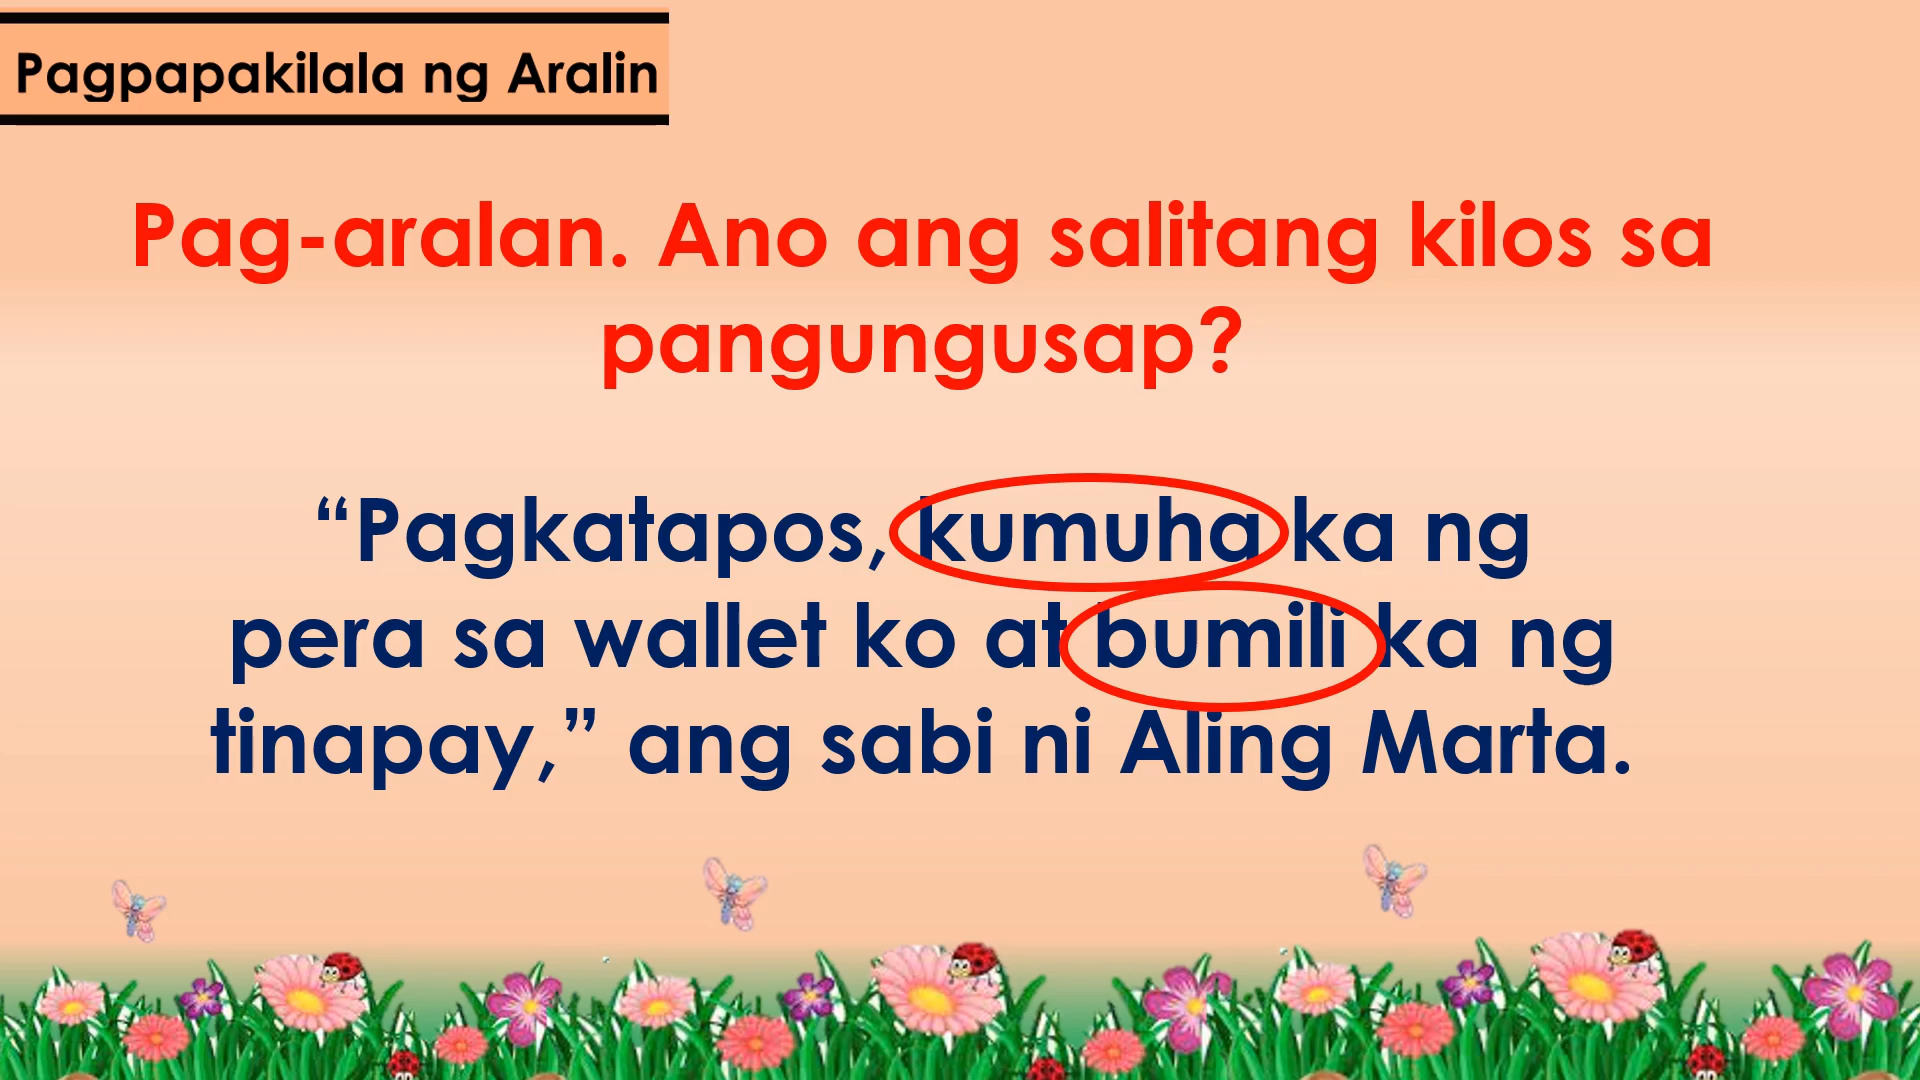 Pagpapakilala ng Aralin
Pag-aralan. Ano ang salitang kilos sa
pangungusap?
“Pagkatapos, kumuha ka ng
pera sa wallet ko at bumili ka ng
tinapay,” ang sabi ni Aling Marta.